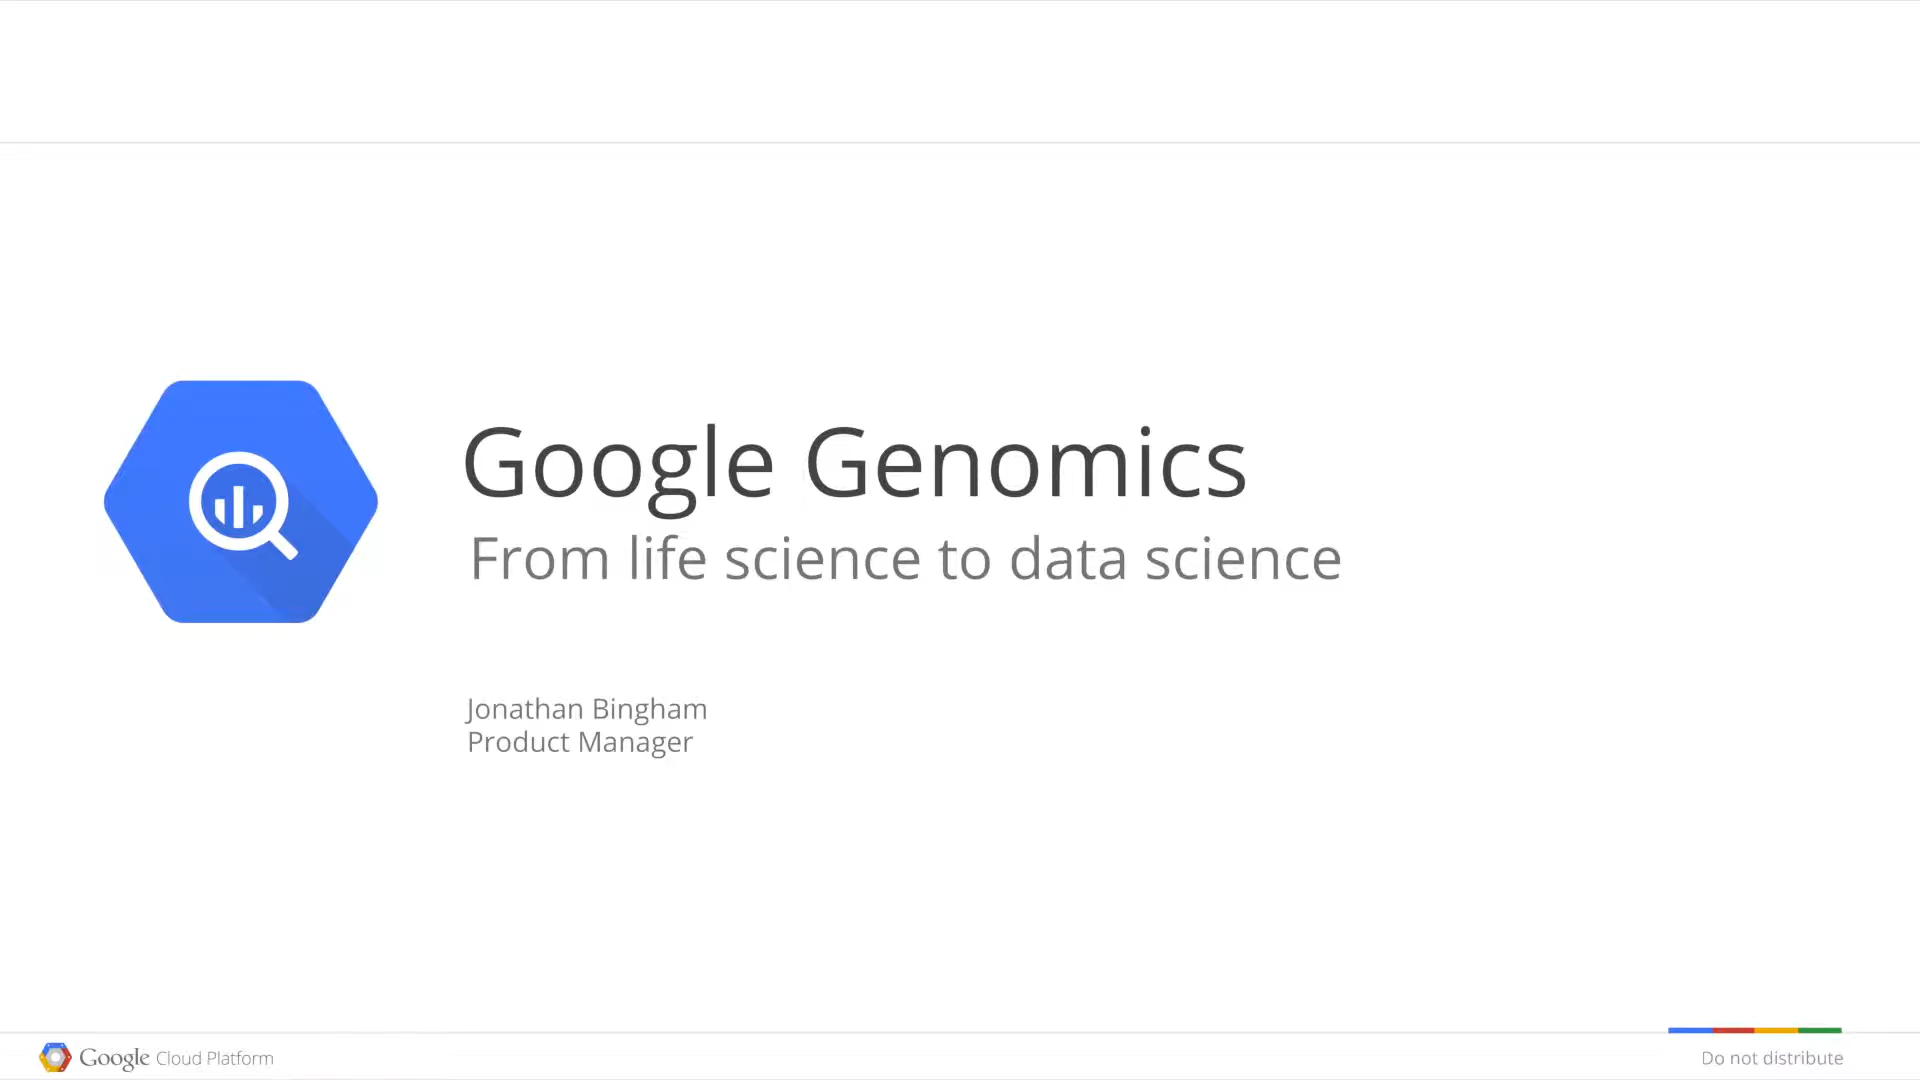 Google Genomics
From life science to data science
Jonathan Bingham
Product Manager
Google Cloud Platform
Do not distribute